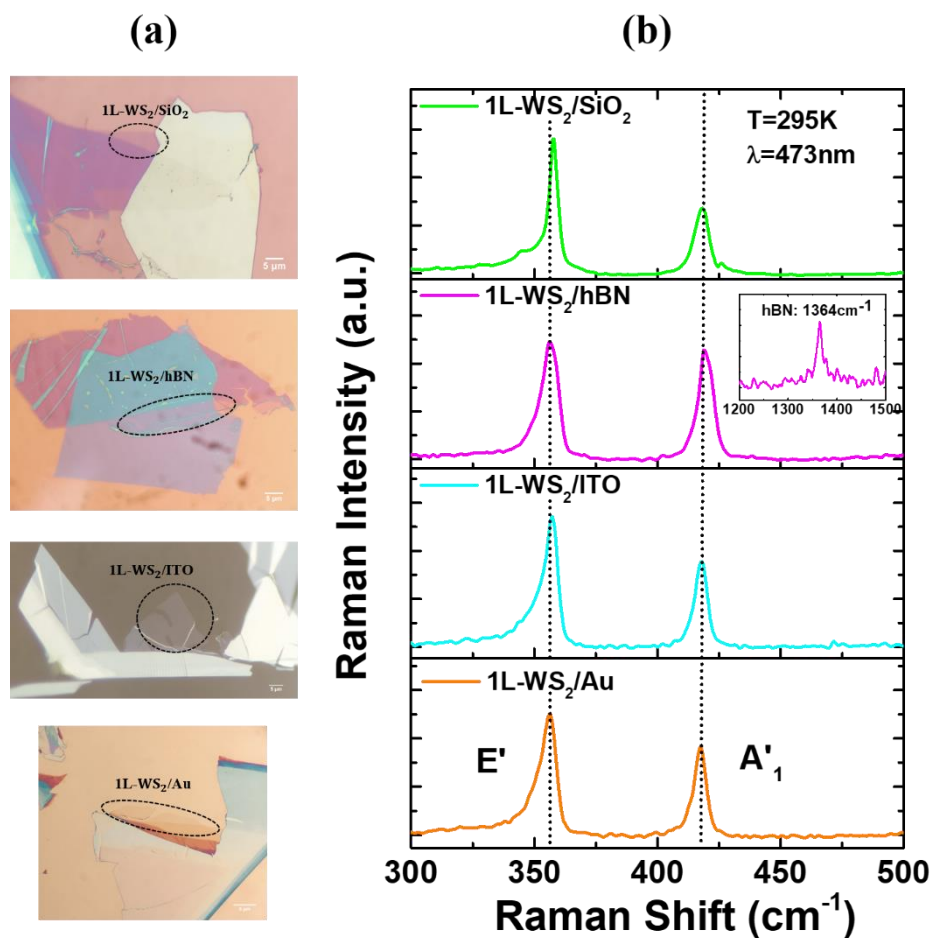 (a)
1L-WS₂/SiO₂
5 μm
1L-WS₂/hBN
1L-WS₂/ITO
1L-WS₂/Au
(b)
Raman Intensity (a.u.)
1L-WS₂/SiO₂
T=295K
λ=473nm
1L-WS₂/hBN
hBN: 1364cm⁻¹
1200 1300 1400 1500
1L-WS₂/ITO
1L-WS₂/Au
E'
A'₁
300 350 400 450 500
Raman Shift (cm⁻¹)